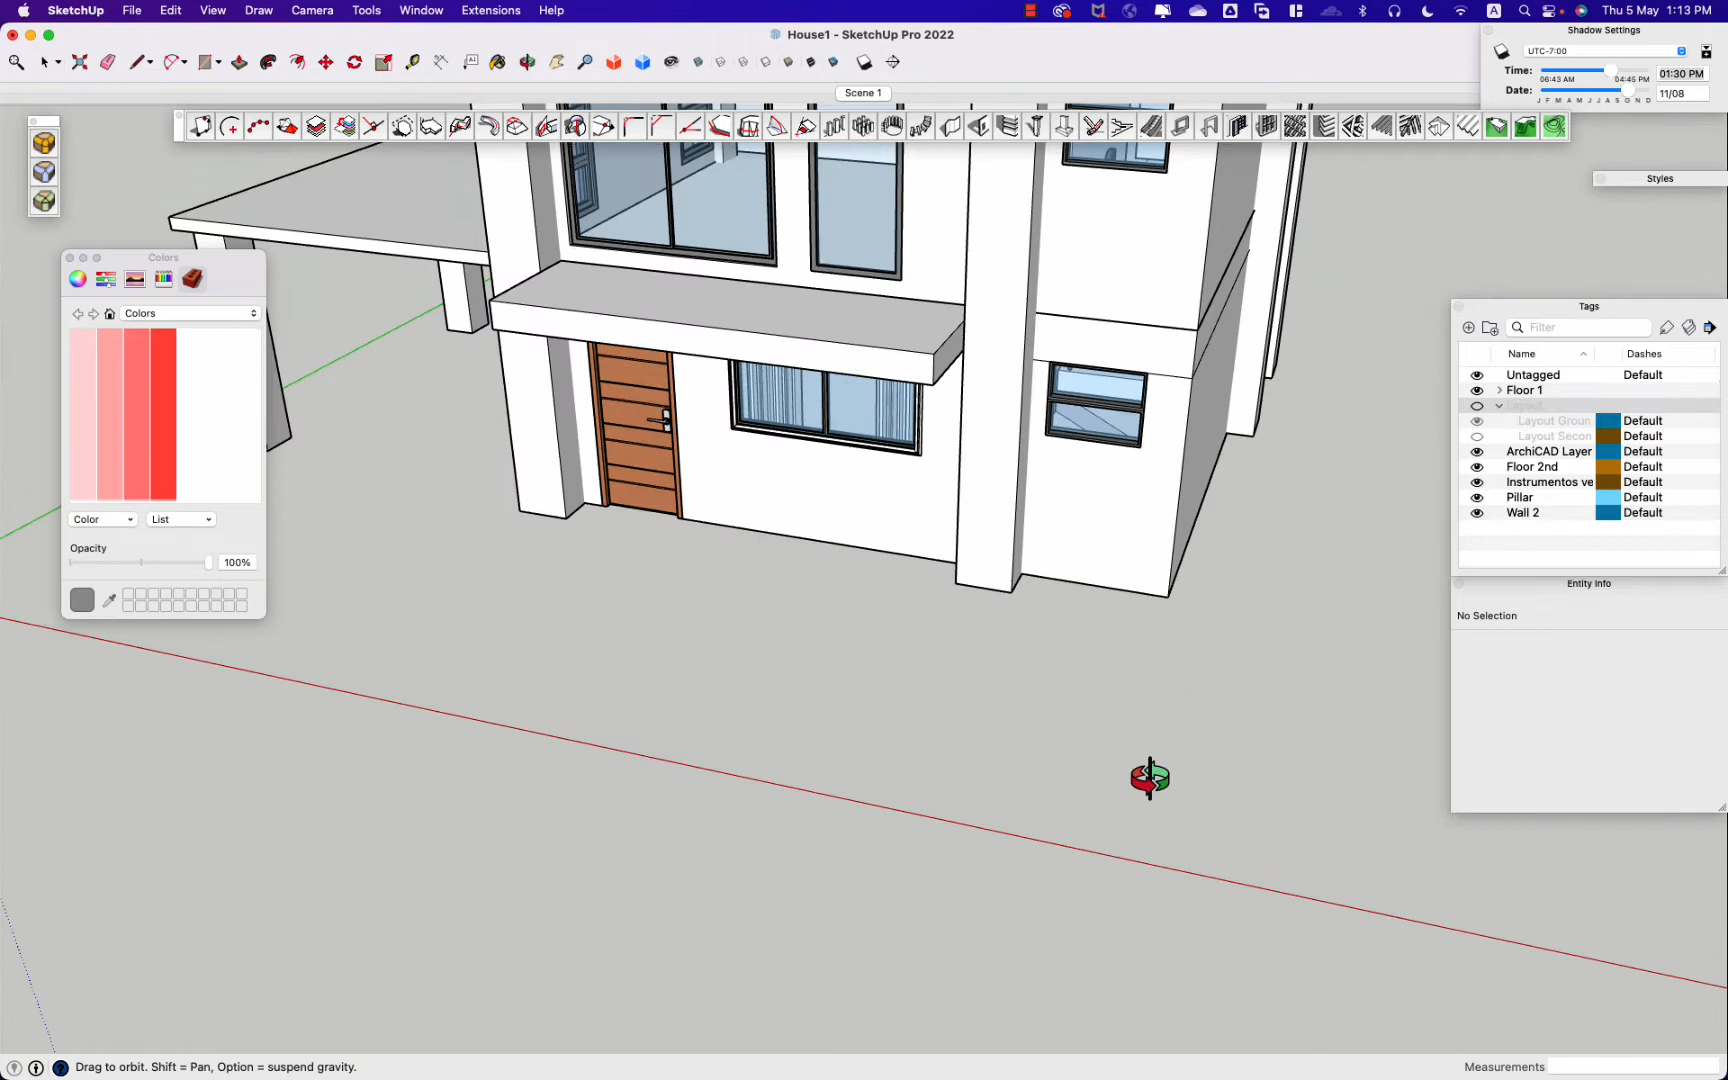 SketchUp File Edit View Draw Camera Tools Window Extensions Help A Thu 5 May 1:13 PM
House1 - SketchUp Pro 2022
Shadow Settings
UTC-7:00
Time: 01:30 PM
06:43 AM 04:45 PM
Date: 11/08
J F M A M J J A S O N D
Scene 1
Styles
Colors
Colors
Color List
Opacity
100%
Tags
Filter
Name Dashes
Untagged Default
Floor 1
Layout Groun Default
Layout Secon Default
ArchiCAD Layer Default
Floor 2nd Default
Instrumentos ve Default
Pillar Default
Wall 2 Default
Entity Info
No Selection
Drag to orbit. Shift = Pan, Option = suspend gravity.
Measurements